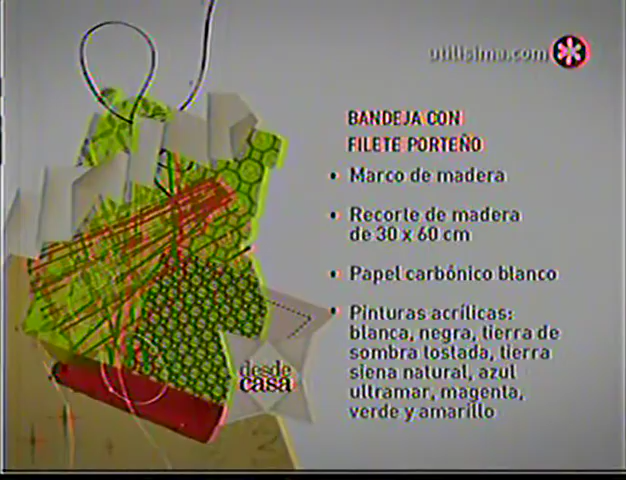 utilisima.com
BANDEJA CON
FILETE PORTEÑO
• Marco de madera
• Recorte de madera
de 30 x 60 cm
• Papel carbónico blanco
• Pinturas acrílicas:
blanca, negra, tierra de
sombra tostada, tierra
siena natural, azul
ultramar, magenta,
verde y amarillo
desde
casa